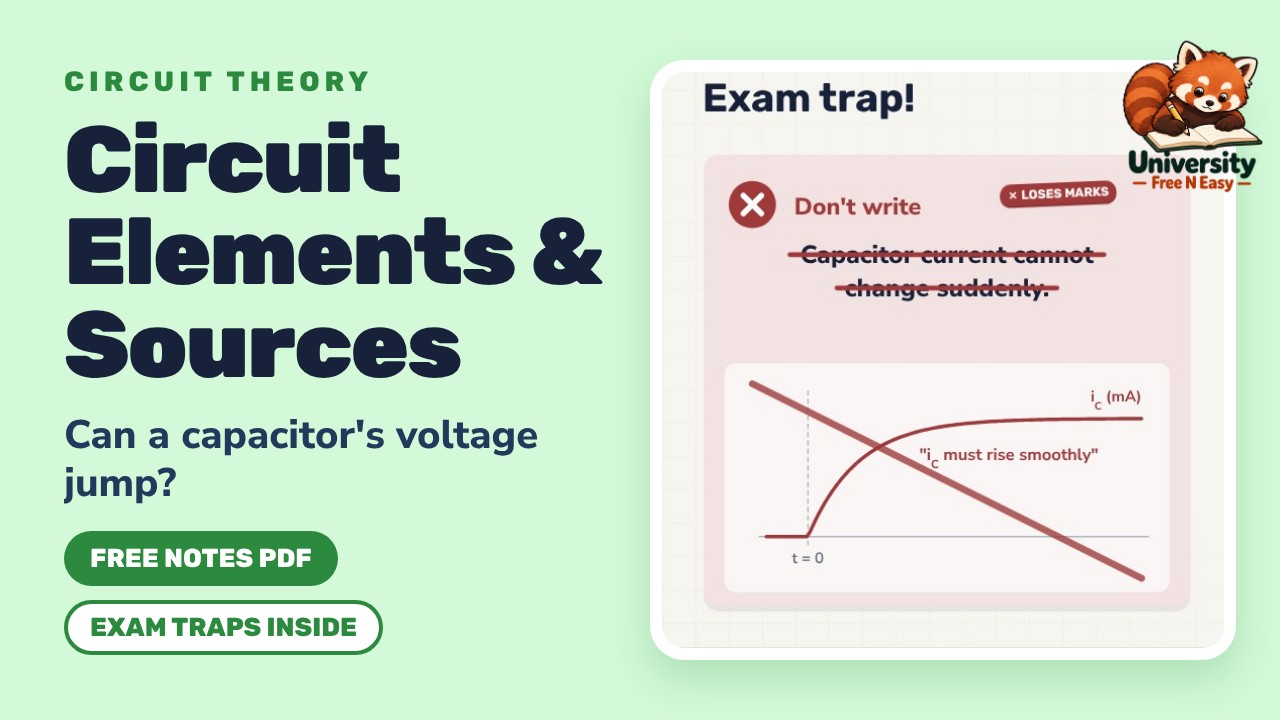 CIRCUIT THEORY
Circuit
Elements &
Sources
Can a capacitor's voltage
jump?
FREE NOTES PDF
EXAM TRAPS INSIDE
Exam trap!
University
Free N Easy
× LOSES MARKS
Don't write
Capacitor current cannot
change suddenly.
i_C (mA)
"i_C must rise smoothly"
t = 0